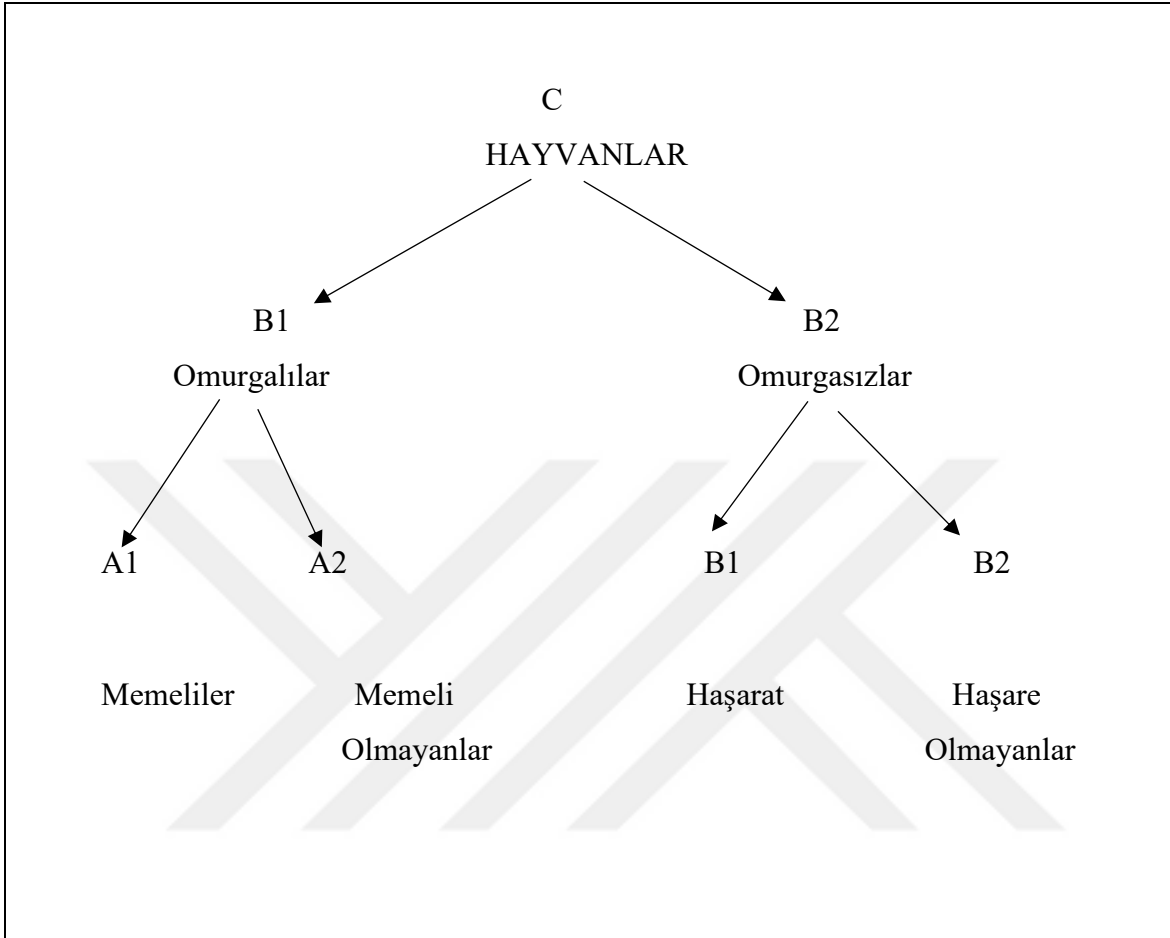 C
HAYVANLAR
B1 B2
Omurgalılar Omurgasızlar
A1 A2 B1 B2
Memeliler Memeli Haşarat Haşare
Olmayanlar Olmayanlar